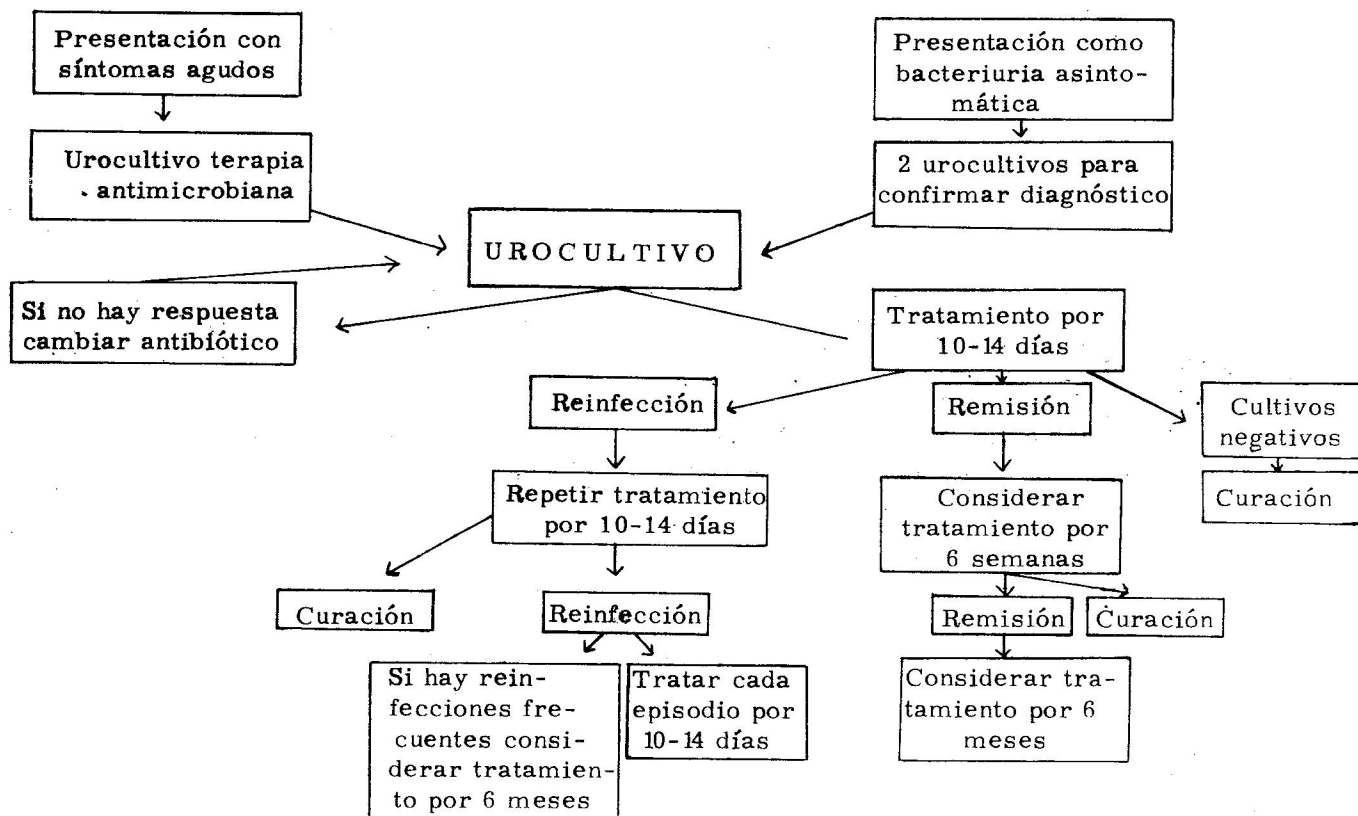 Presentación con
síntomas agudos
Presentación como
bacteriuria asinto-
mática
Urocultivo terapia
antimicrobiana
2 urocultivos para
confirmar diagnóstico
UROCULTIVO
Si no hay respuesta
cambiar antibíótico
Tratamiento por
10-14 días
Reinfección
Remisión
Cultivos
negativos
Repetir tratamiento
por 10-14 días
Considerar
tratamiento por
6 semanas
Curación
Curación
Reinfección
Remisión
Curación
Si hay rein-
fecciones fre-
cuentes consi-
derar tratamien-
to por 6 meses
Tratar cada
episodio por
10-14 días
Considerar tra-
tamiento por 6
meses